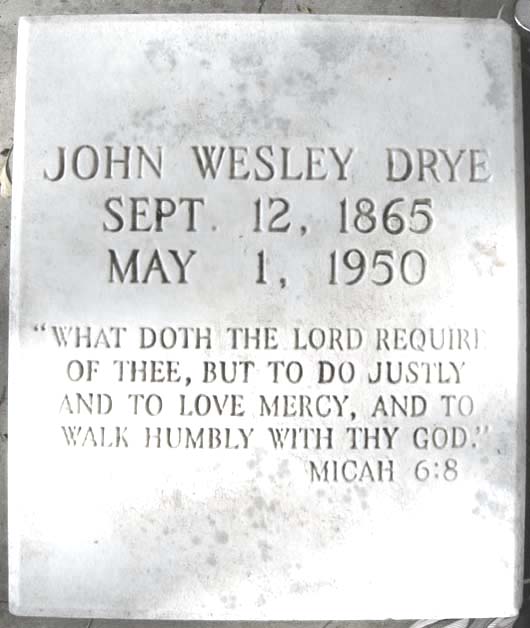 JOHN WESLEY DRYE
SEPT. 12, 1865
MAY 1, 1950
"WHAT DOTH THE LORD REQUIRE
OF THEE, BUT TO DO JUSTLY
AND TO LOVE MERCY, AND TO
WALK HUMBLY WITH THY GOD."
MICAH 6:8